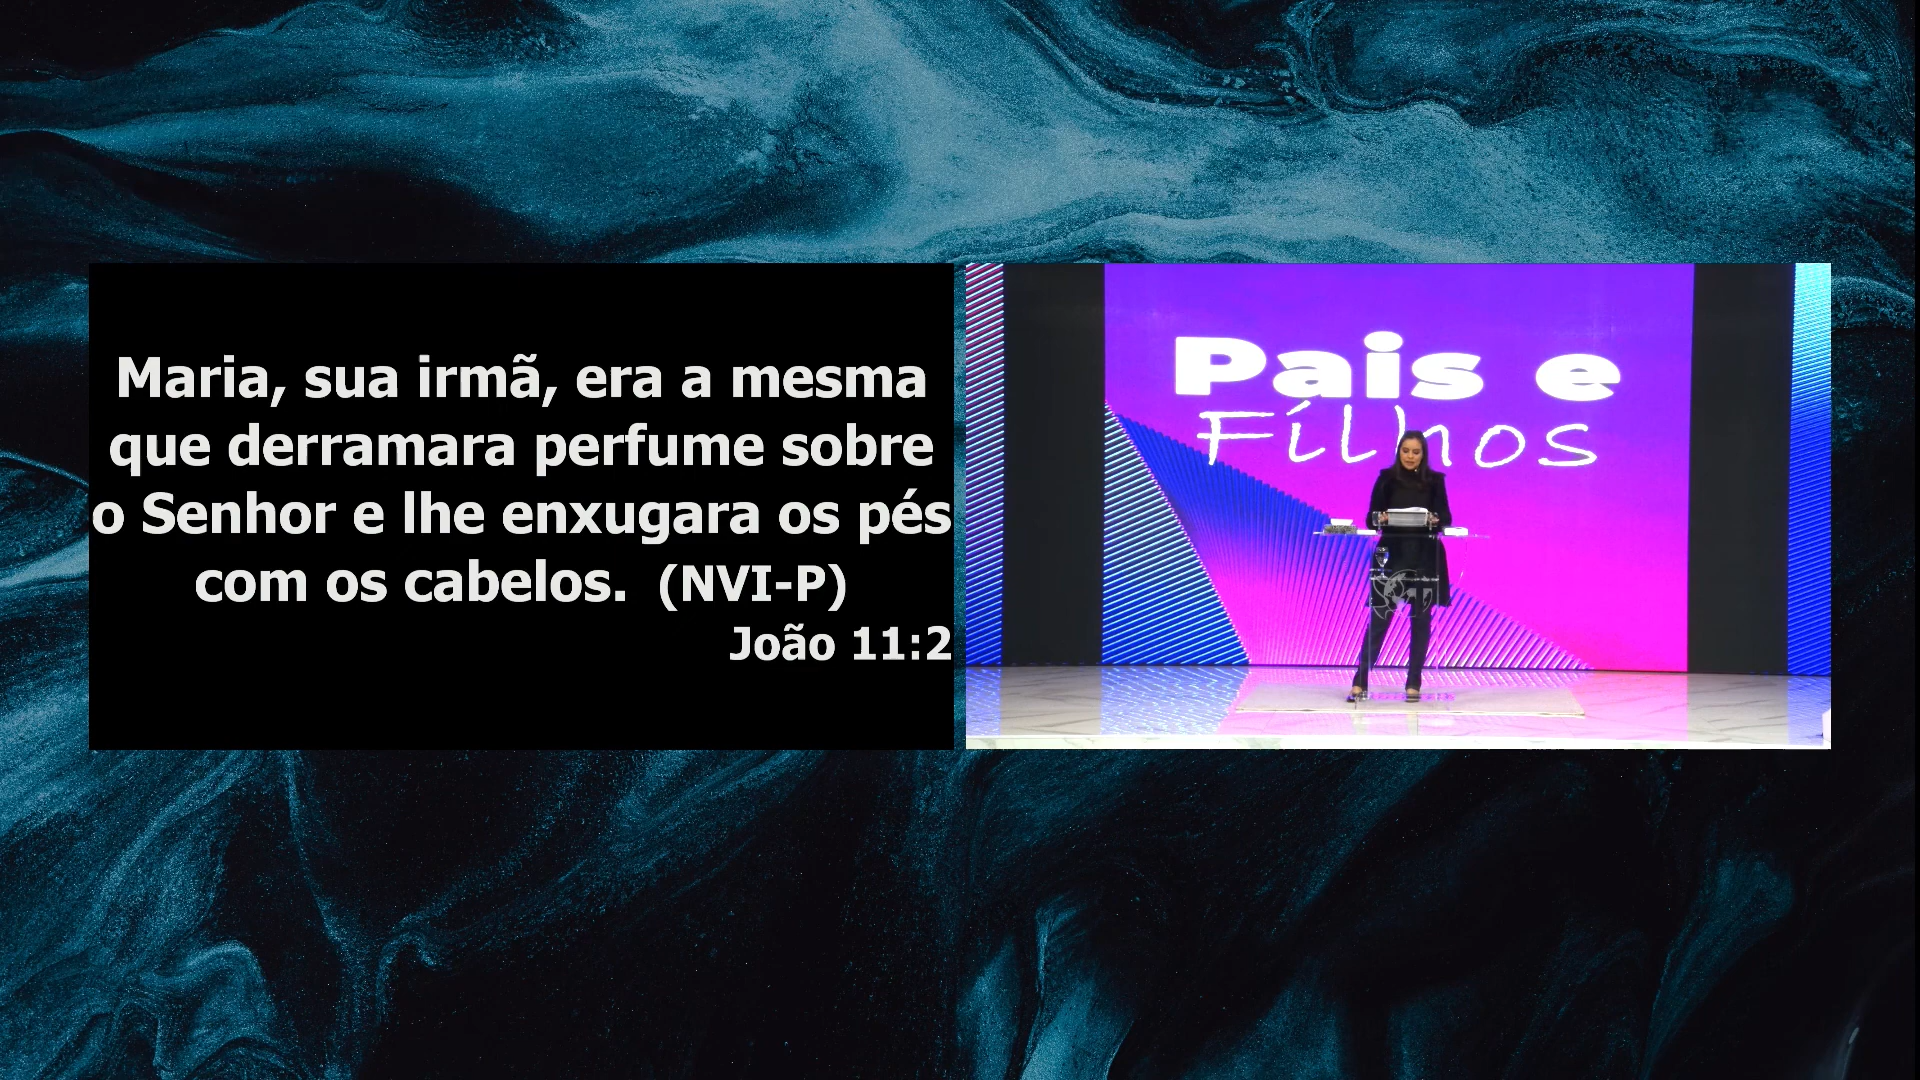 Maria, sua irmã, era a mesma
que derramara perfume sobre
o Senhor e lhe enxugara os pés
com os cabelos. (NVI-P)
João 11:2
Pais e
Filhos